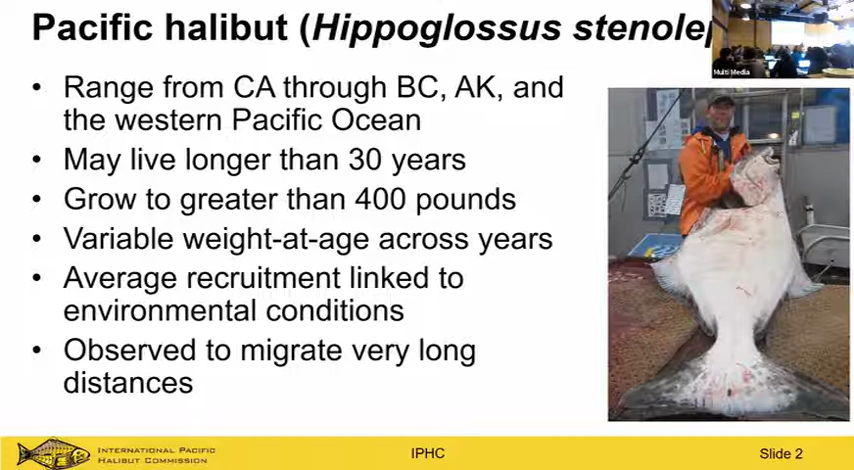 Pacific halibut (Hippoglossus stenole
Multi Media
• Range from CA through BC, AK, and
the western Pacific Ocean
• May live longer than 30 years
• Grow to greater than 400 pounds
• Variable weight-at-age across years
• Average recruitment linked to
environmental conditions
• Observed to migrate very long
distances
INTERNATIONAL PACIFIC
HALIBUT COMMISSION
IPHC
Slide 2